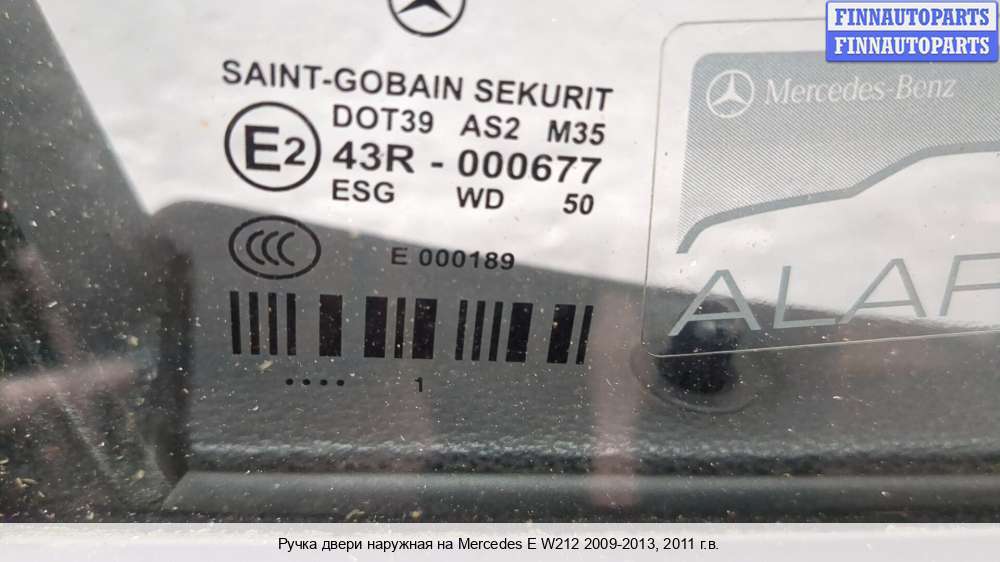 FINNAUTOPARTS
FINNAUTOPARTS
SAINT-GOBAIN SEKURIT
DOT39 AS2 M35
E2 43R - 000677
ESG WD 50
CCC
E 000189
1
Mercedes-Benz
ALAR
Ручка двери наружная на Mercedes E W212 2009-2013, 2011 г.в.